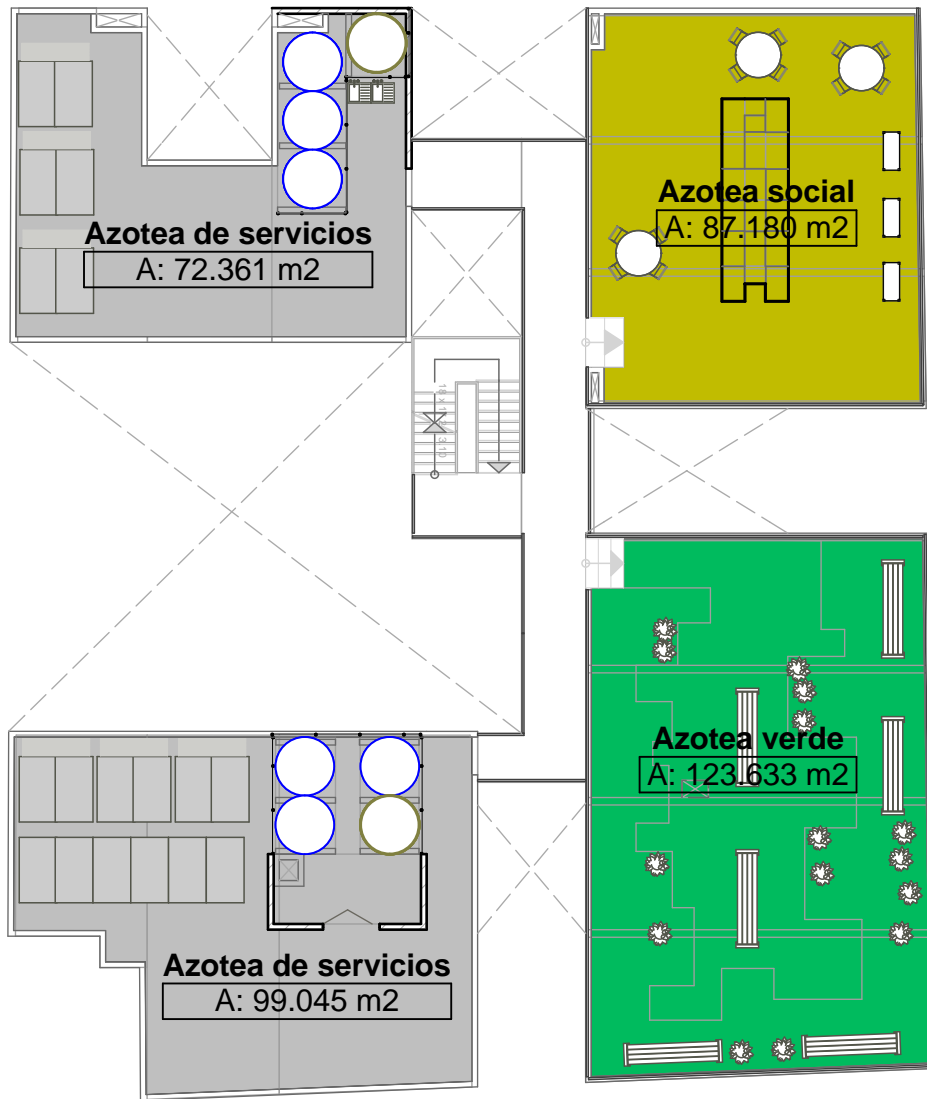 Azotea de servicios
A: 72.361 m2
Azotea social
A: 87.180 m2
Azotea verde
A: 123.633 m2
Azotea de servicios
A: 99.045 m2